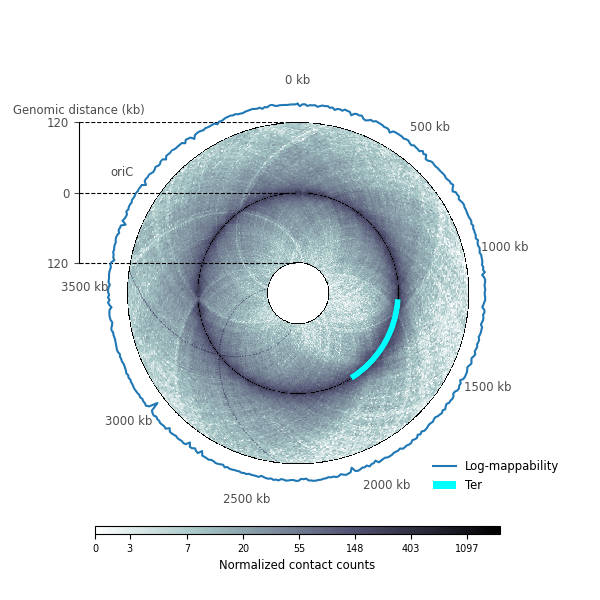 0 kb
Genomic distance (kb)
120
500 kb
oriC
0
1000 kb
120
3500 kb
1500 kb
3000 kb
Log-mappability
2000 kb
Ter
2500 kb
0 3 7 20 55 148 403 1097
Normalized contact counts